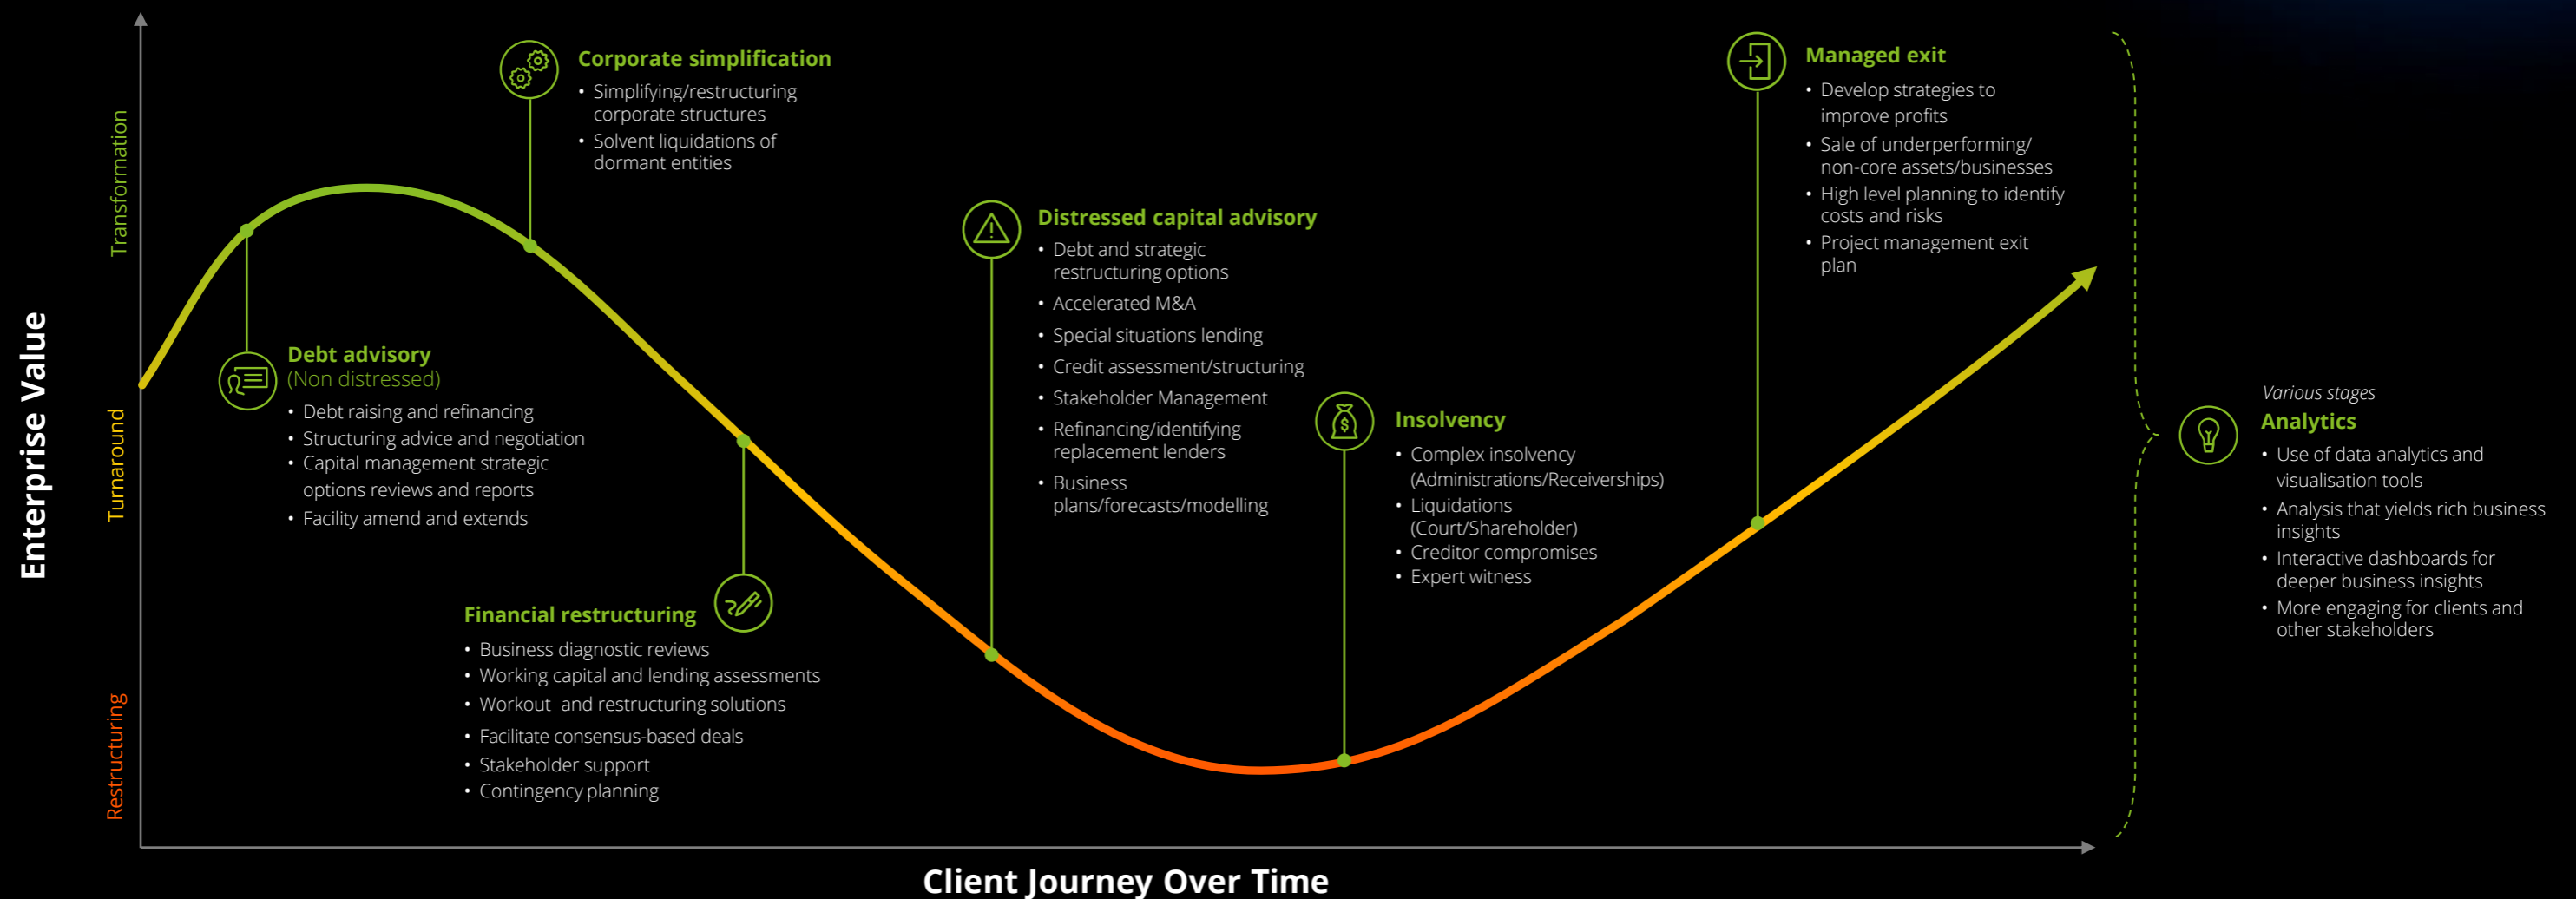 Enterprise Value
Transformation
Turnaround
Restructuring
Debt advisory
(Non distressed)
• Debt raising and refinancing
• Structuring advice and negotiation
• Capital management strategic
options reviews and reports
• Facility amend and extends
Corporate simplification
• Simplifying/restructuring
corporate structures
• Solvent liquidations of
dormant entities
Financial restructuring
• Business diagnostic reviews
• Working capital and lending assessments
• Workout and restructuring solutions
• Facilitate consensus-based deals
• Stakeholder support
• Contingency planning
Distressed capital advisory
• Debt and strategic
restructuring options
• Accelerated M&A
• Special situations lending
• Credit assessment/structuring
• Stakeholder Management
• Refinancing/identifying
replacement lenders
• Business
plans/forecasts/modelling
$
Insolvency
• Complex insolvency
(Administrations/Receiverships)
• Liquidations
(Court/Shareholder)
• Creditor compromises
• Expert witness
Managed exit
• Develop strategies to
improve profits
• Sale of underperforming/
non-core assets/businesses
• High level planning to identify
costs and risks
• Project management exit
plan
Various stages
Analytics
• Use of data analytics and
visualisation tools
• Analysis that yields rich business
insights
• Interactive dashboards for
deeper business insights
• More engaging for clients and
other stakeholders
Client Journey Over Time